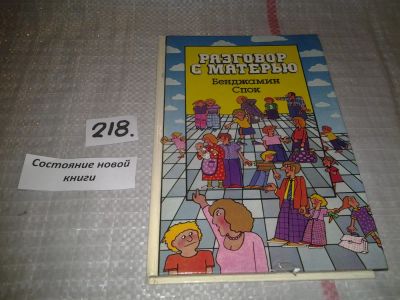 РАЗГОВОР
С МАТЕРЬЮ
Бенджамин
Спок
218.
Состояние новой
книги